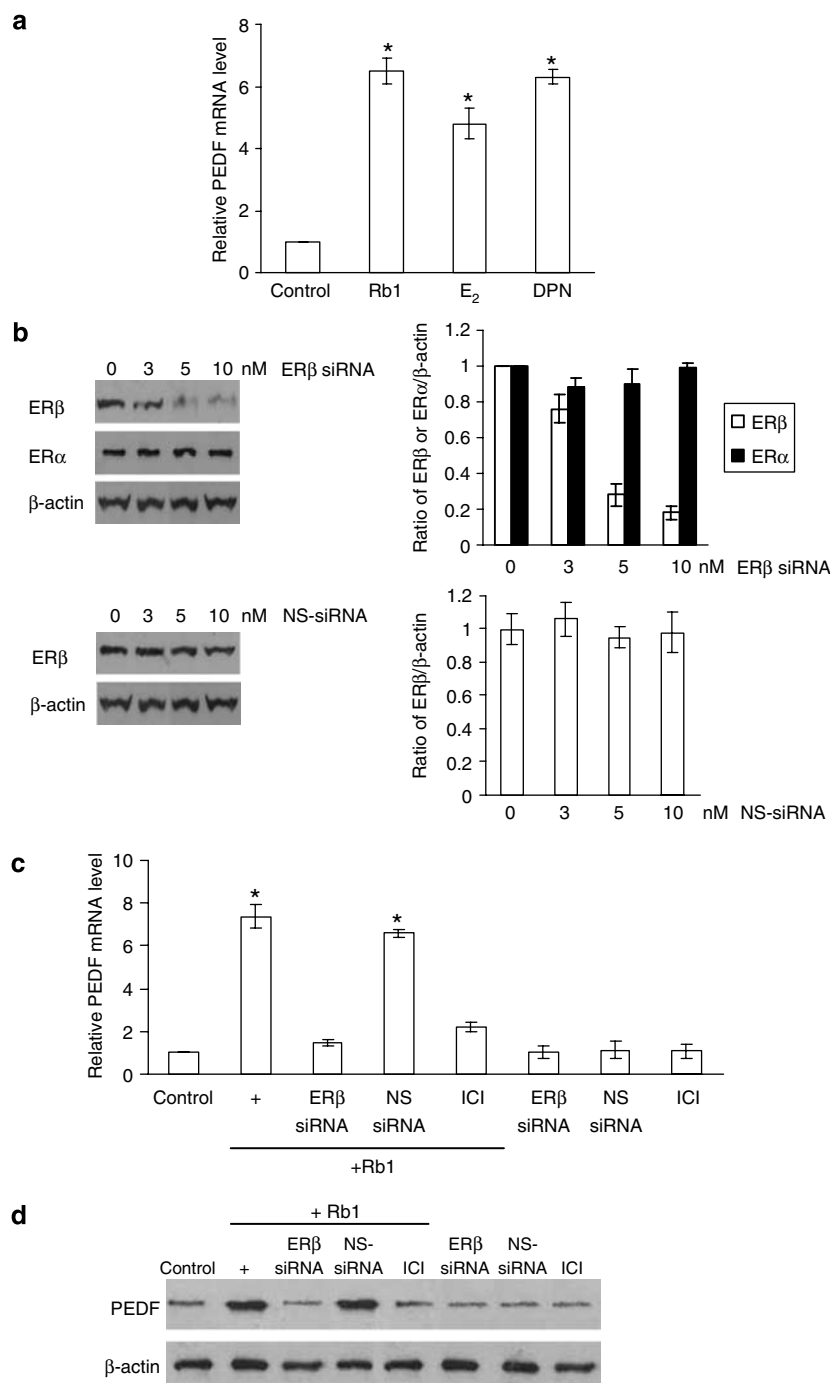 a
Relative PEDF mRNA level
8
6
4
2
0
*
*
*
Control Rb1 E2 DPN
b
0 3 5 10 nM ERβ siRNA
ERβ
ERα
β-actin
Ratio of ERβ or ERα/β-actin
1.2
1
0.8
0.6
0.4
0.2
0
0 3 5 10 nM ERβ siRNA
ERβ
ERα
0 3 5 10 nM NS-siRNA
ERβ
β-actin
Ratio of ERβ/β-actin
1.2
1
0.8
0.6
0.4
0.2
0
0 3 5 10 nM NS-siRNA
c
Relative PEDF mRNA level
10
8
6
4
2
0
*
*
Control + ERβ NS ICI ERβ NS ICI
siRNA siRNA siRNA siRNA
+Rb1
d
+ Rb1
ERβ NS- ERβ NS-
Control + siRNA siRNA ICI siRNA siRNA ICI
PEDF
β-actin